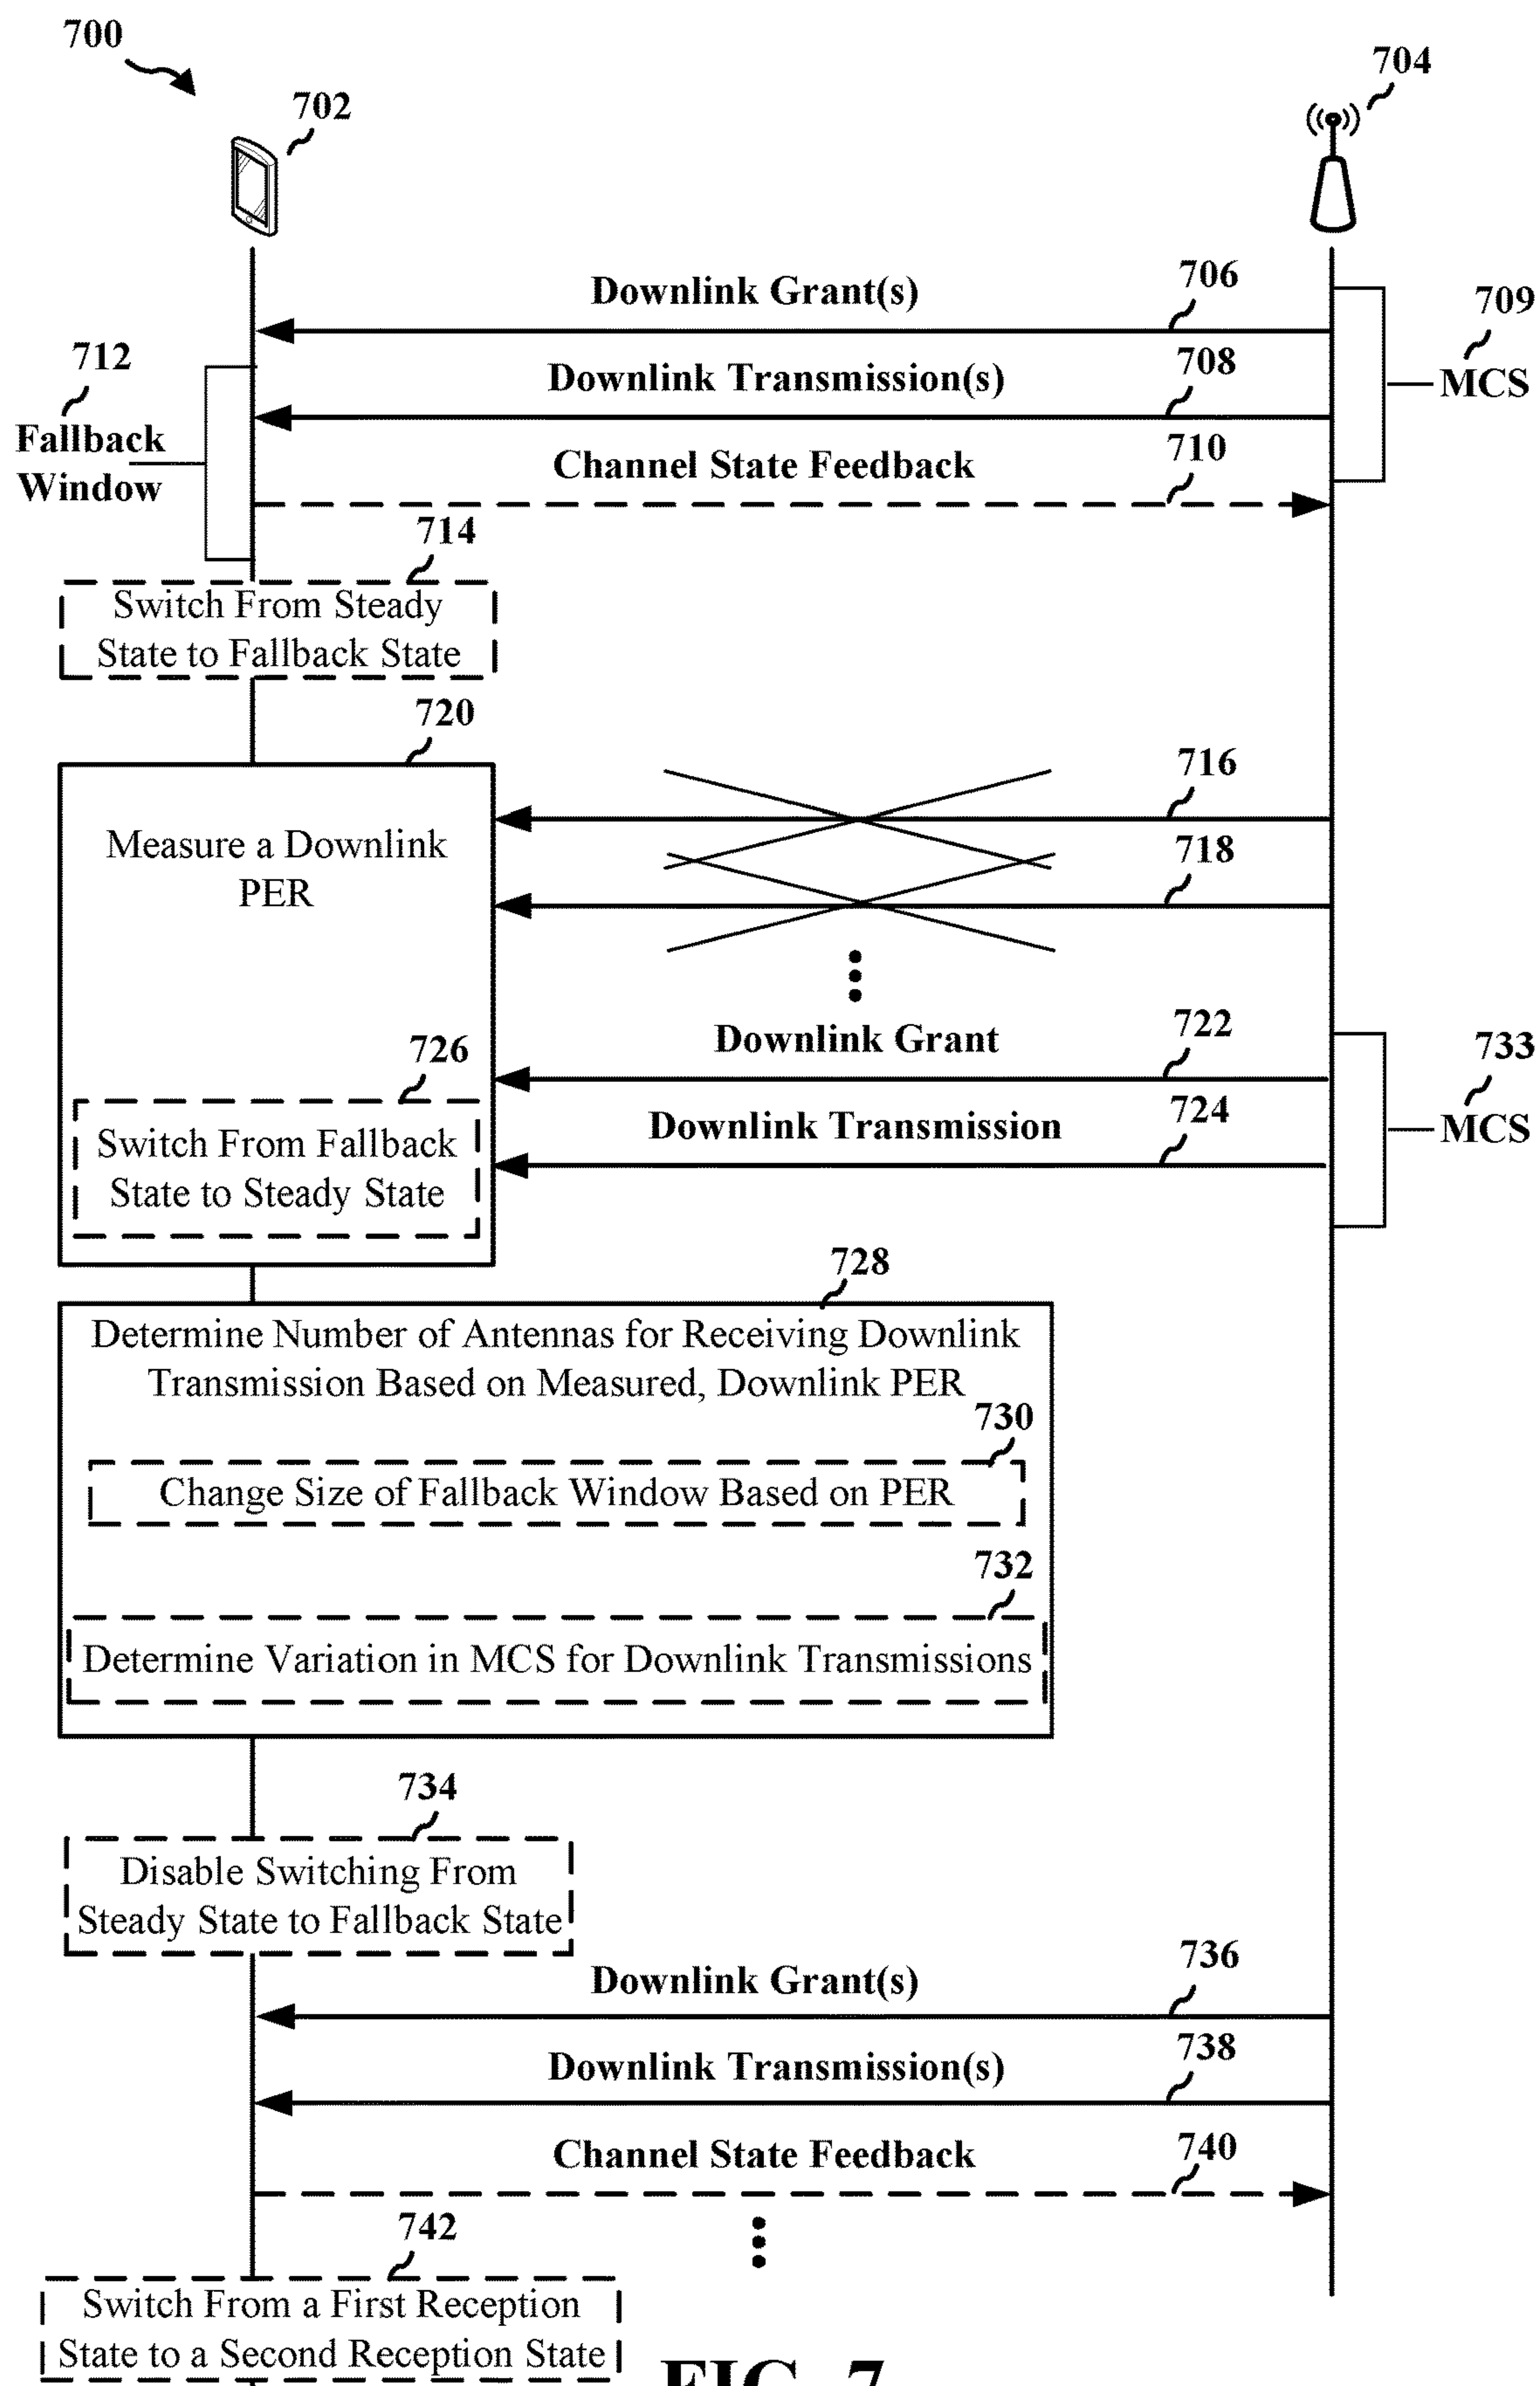 700
702
704
706
Downlink Grant(s)
709
MCS
708
Downlink Transmission(s)
712
Fallback
Window
710
Channel State Feedback
714
Switch From Steady
State to Fallback State
720
Measure a Downlink
PER
716
718
722
Downlink Grant
733
MCS
724
Downlink Transmission
726
Switch From Fallback
State to Steady State
728
Determine Number of Antennas for Receiving Downlink
Transmission Based on Measured, Downlink PER
730
Change Size of Fallback Window Based on PER
732
Determine Variation in MCS for Downlink Transmissions
734
Disable Switching From
Steady State to Fallback State
736
Downlink Grant(s)
738
Downlink Transmission(s)
740
Channel State Feedback
742
Switch From a First Reception
State to a Second Reception State
FIG. 7